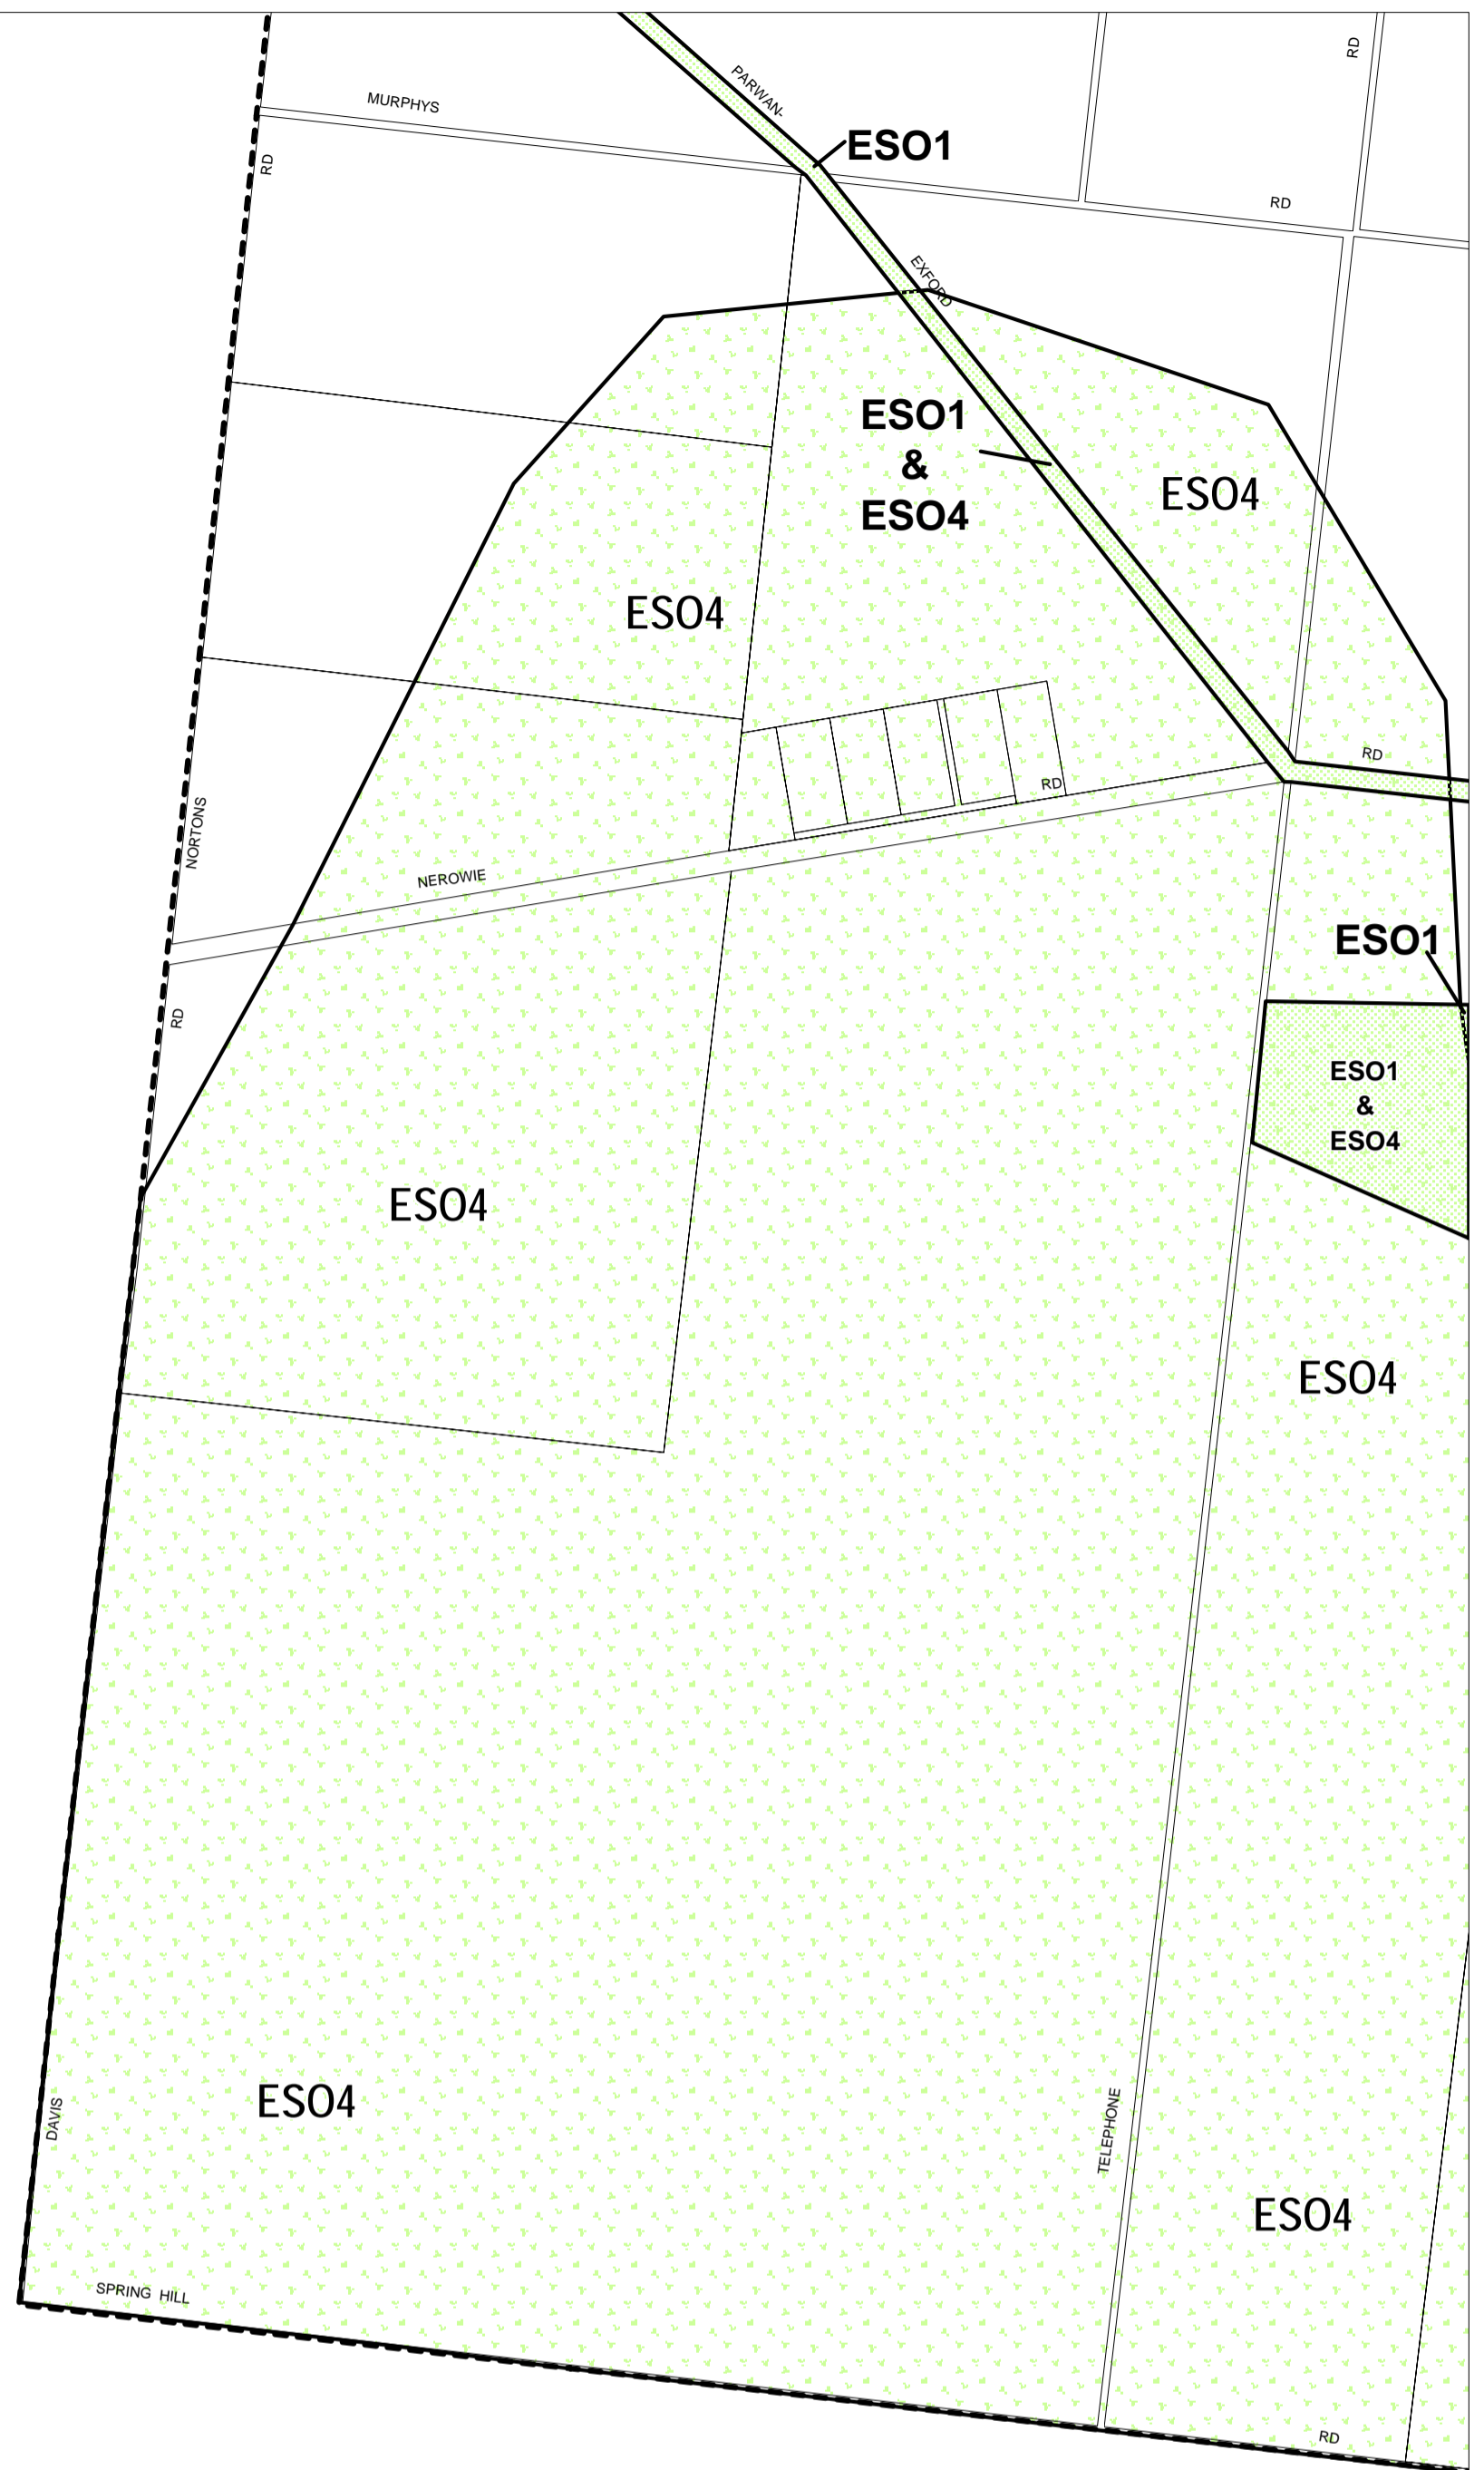 RD
PARWAN-
MURPHYS
ESO1
RD
RD
EXFORD
ESO1
&
ESO4
ESO4
ESO4
RD
RD
NORTONS
NEROWIE
ESO1
RD
ESO1
&
ESO4
ESO4
ESO4
ESO4
DAVIS
TELEPHONE
ESO4
SPRING HILL
RD